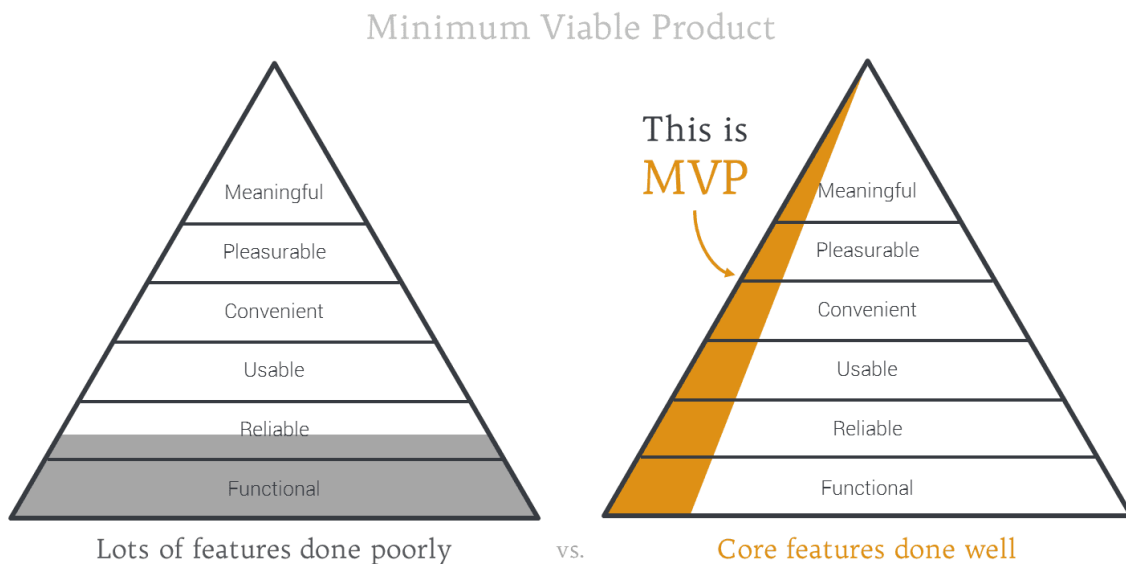 Minimum Viable Product
Meaningful
Pleasurable
Convenient
Usable
Reliable
Functional
Lots of features done poorly
vs.
This is
MVP
Meaningful
Pleasurable
Convenient
Usable
Reliable
Functional
Core features done well